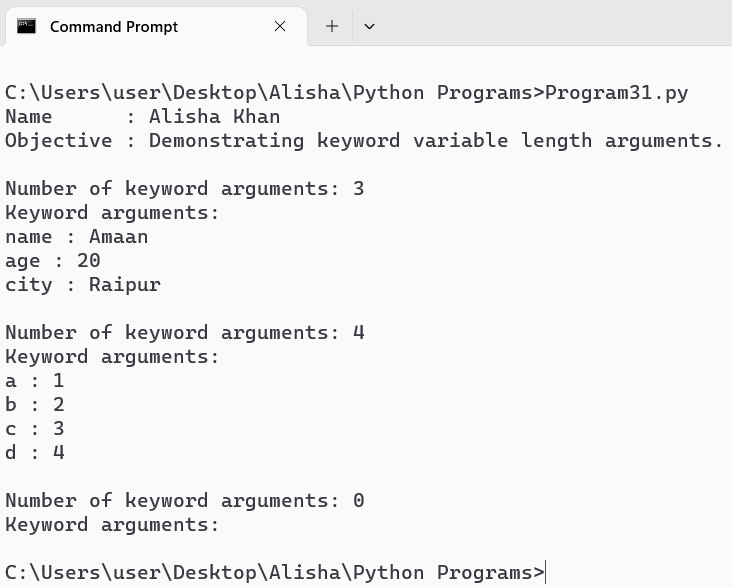 Command Prompt
C:\Users\user\Desktop\Alisha\Python Programs>Program31.py
Name      : Alisha Khan
Objective : Demonstrating keyword variable length arguments.
Number of keyword arguments: 3
Keyword arguments:
name : Amaan
age : 20
city : Raipur
Number of keyword arguments: 4
Keyword arguments:
a : 1
b : 2
c : 3
d : 4
Number of keyword arguments: 0
Keyword arguments:
C:\Users\user\Desktop\Alisha\Python Programs>